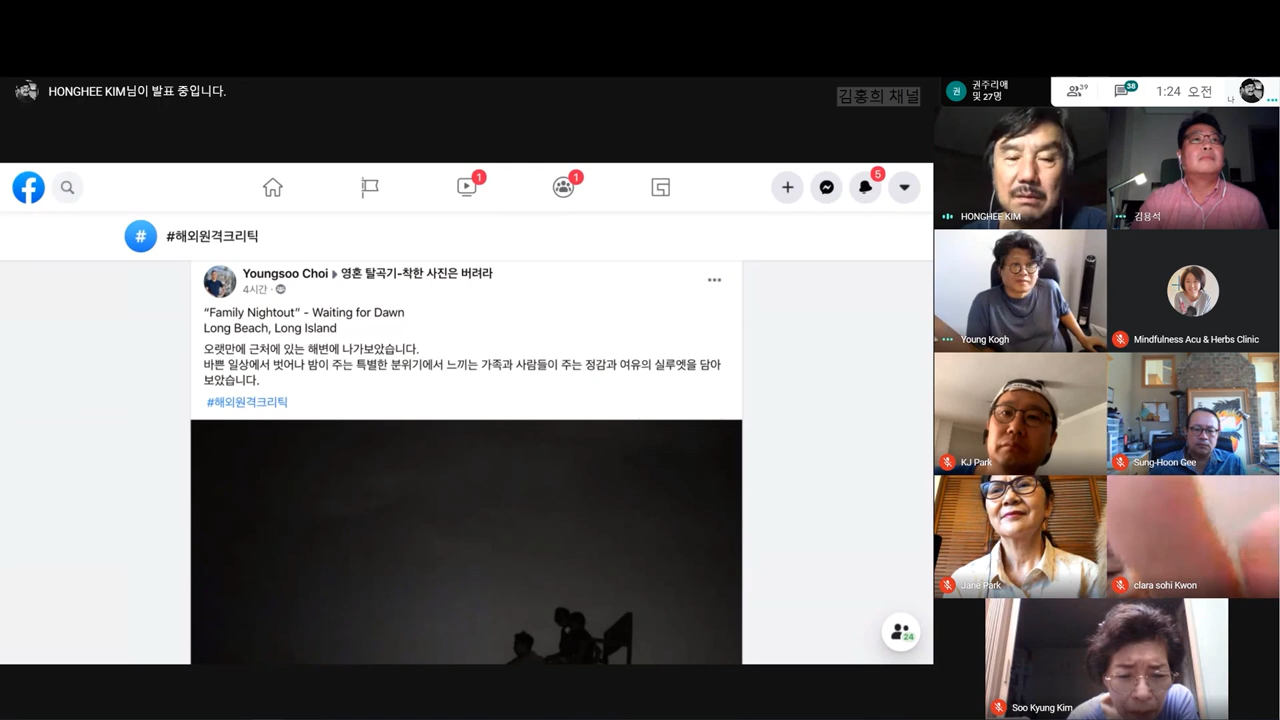 HONGHEE KIM님이 발표 중입니다.
김홍희 채널
권
권주리애
및 27명
39
38
1:24 오전
나
1
1
5
#
#해외원격크리틱
Youngsoo Choi ▶ 영혼 탈곡기-착한 사진은 버려라
4시간 ·
“Family Nightout” - Waiting for Dawn
Long Beach, Long Island
오랫만에 근처에 있는 해변에 나가보았습니다.
바쁜 일상에서 벗어나 밤이 주는 특별한 분위기에서 느끼는 가족과 사람들이 주는 정감과 여유의 실루엣을 담아
보았습니다.
#해외원격크리틱
24
HONGHEE KIM
김용석
Young Kogh
Mindfulness Acu & Herbs Clinic
KJ Park
Sung-Hoon Gee
Jane Park
clara sohi Kwon
Soo Kyung Kim